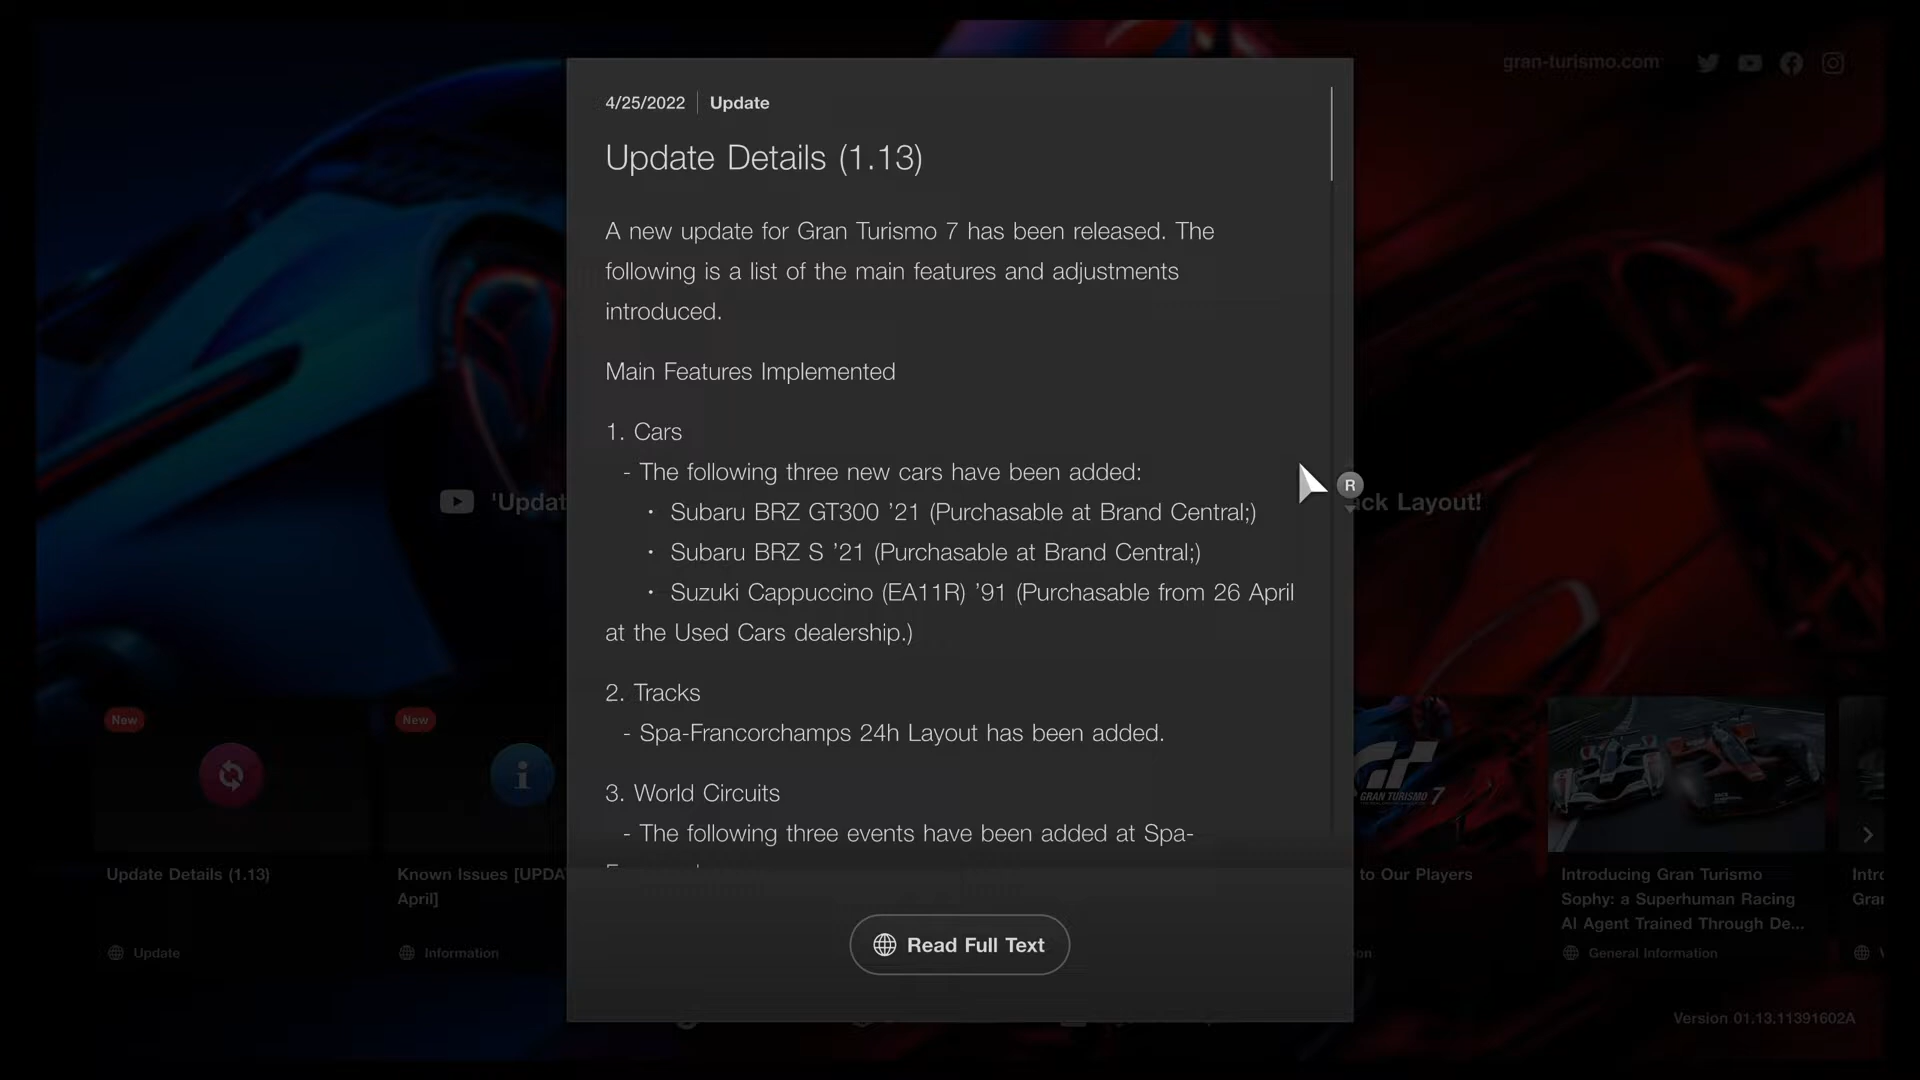 gran-turismo.com
4/25/2022 | Update
Update Details (1.13)
A new update for Gran Turismo 7 has been released. The
following is a list of the main features and adjustments
introduced.
Main Features Implemented
1. Cars
- The following three new cars have been added:
・ Subaru BRZ GT300 ’21 (Purchasable at Brand Central;)
・ Subaru BRZ S ’21 (Purchasable at Brand Central;)
・ Suzuki Cappuccino (EA11R) ’91 (Purchasable from 26 April
at the Used Cars dealership.)
2. Tracks
- Spa-Francorchamps 24h Layout has been added.
3. World Circuits
- The following three events have been added at Spa-
Read Full Text
R
'Updat
ck Layout!
New
New
Update Details (1.13)
Update
Known Issues [UPDA
April]
Information
GT
GRAN TURISMO 7
to Our Players
Introducing Gran Turismo
Sophy: a Superhuman Racing
AI Agent Trained Through De...
General Information
Intro
Gran
Version 01.13.11391602A